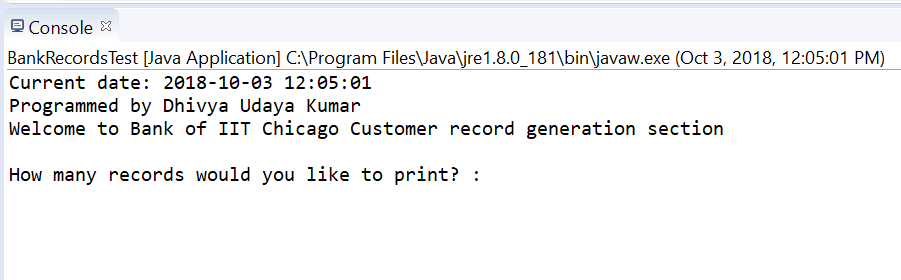 Console
BankRecordsTest [Java Application] C:\Program Files\Java\jre1.8.0_181\bin\javaw.exe (Oct 3, 2018, 12:05:01 PM)
Current date: 2018-10-03 12:05:01
Programmed by Dhivya Udaya Kumar
Welcome to Bank of IIT Chicago Customer record generation section
How many records would you like to print? :